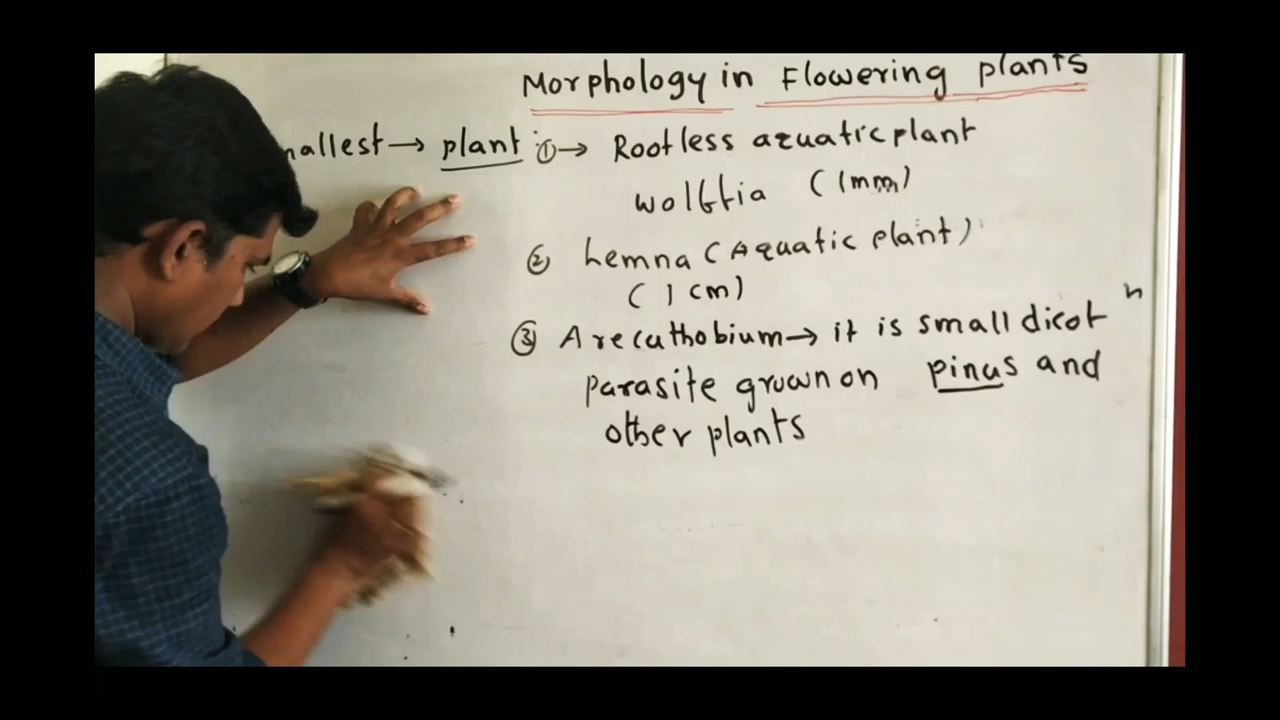 Morphology in Flowering plants
mallest → plant ① → Rootless aquatic plant
wolffia (1mm)
② Lemna (Aquatic plant)
(1 cm)
③ Arecuthobium → it is small dicot
parasite grown on pinus and
other plants